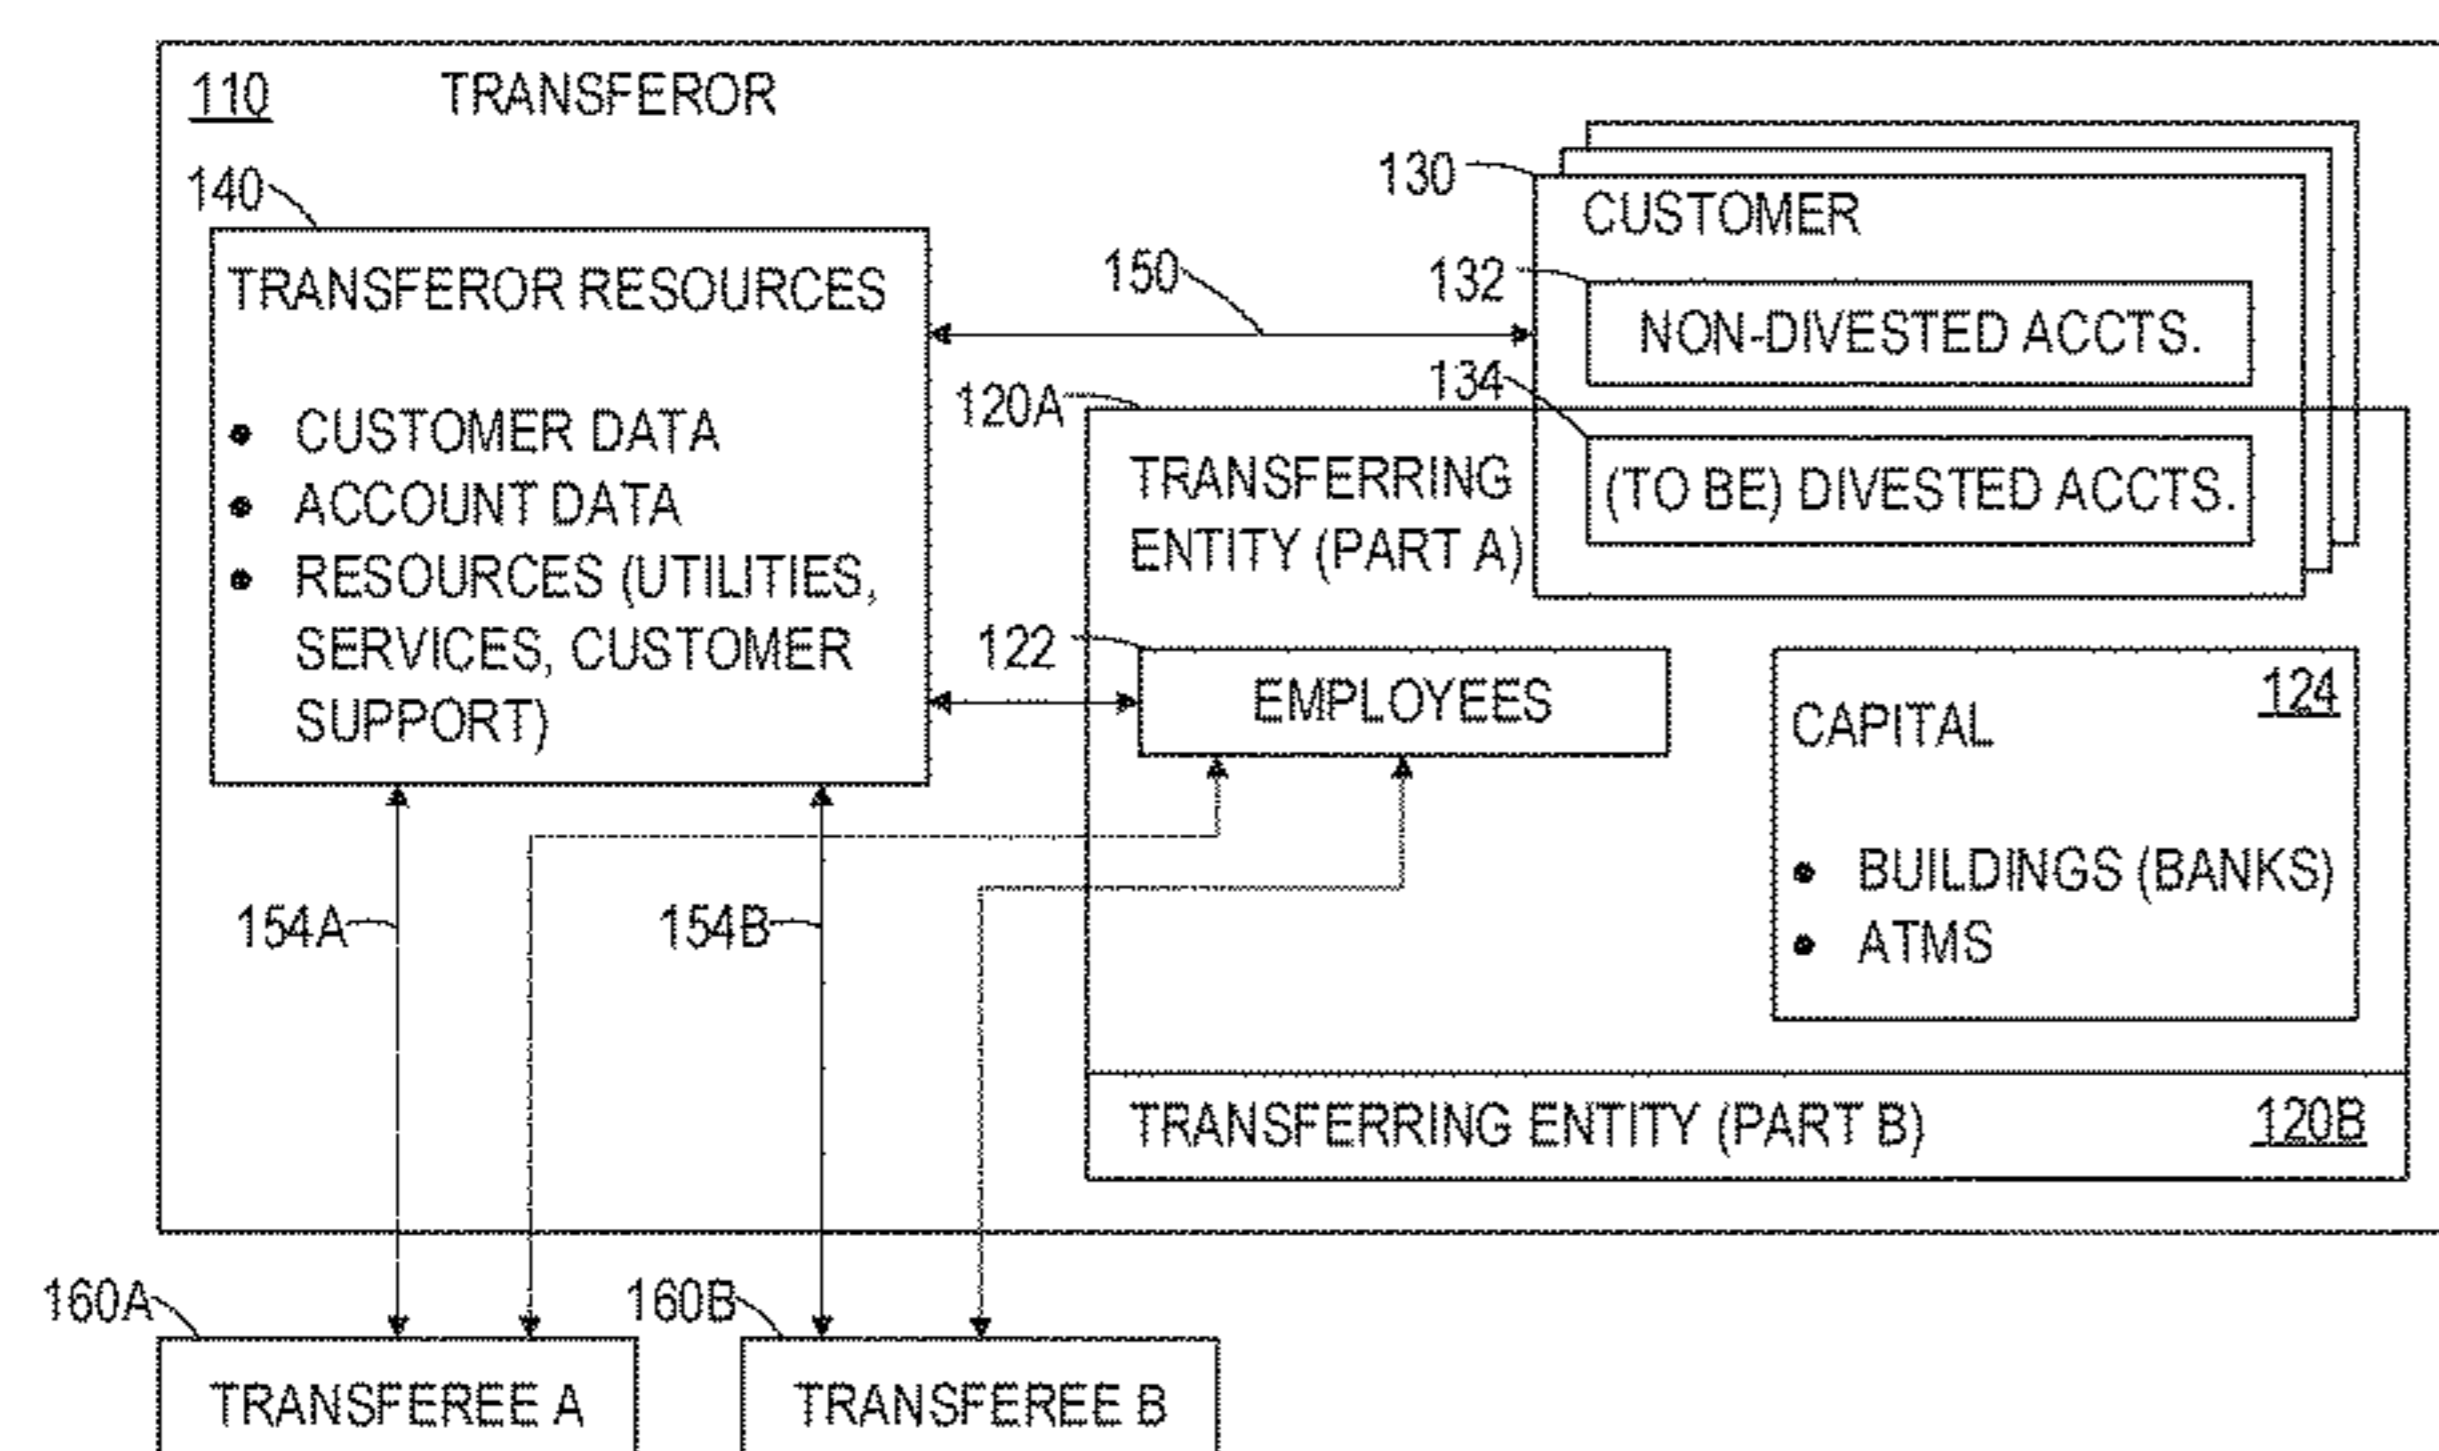 110 TRANSFEROR
140
TRANSFEROR RESOURCES
• CUSTOMER DATA
• ACCOUNT DATA
• RESOURCES (UTILITIES,
SERVICES, CUSTOMER
SUPPORT)
150
130
CUSTOMER
132
NON-DIVESTED ACCTS.
134
(TO BE) DIVESTED ACCTS.
120A
TRANSFERRING
ENTITY (PART A)
122
EMPLOYEES
124
CAPITAL
• BUILDINGS (BANKS)
• ATMS
154A
154B
TRANSFERRING ENTITY (PART B) 120B
160A
TRANSFEREE A
160B
TRANSFEREE B